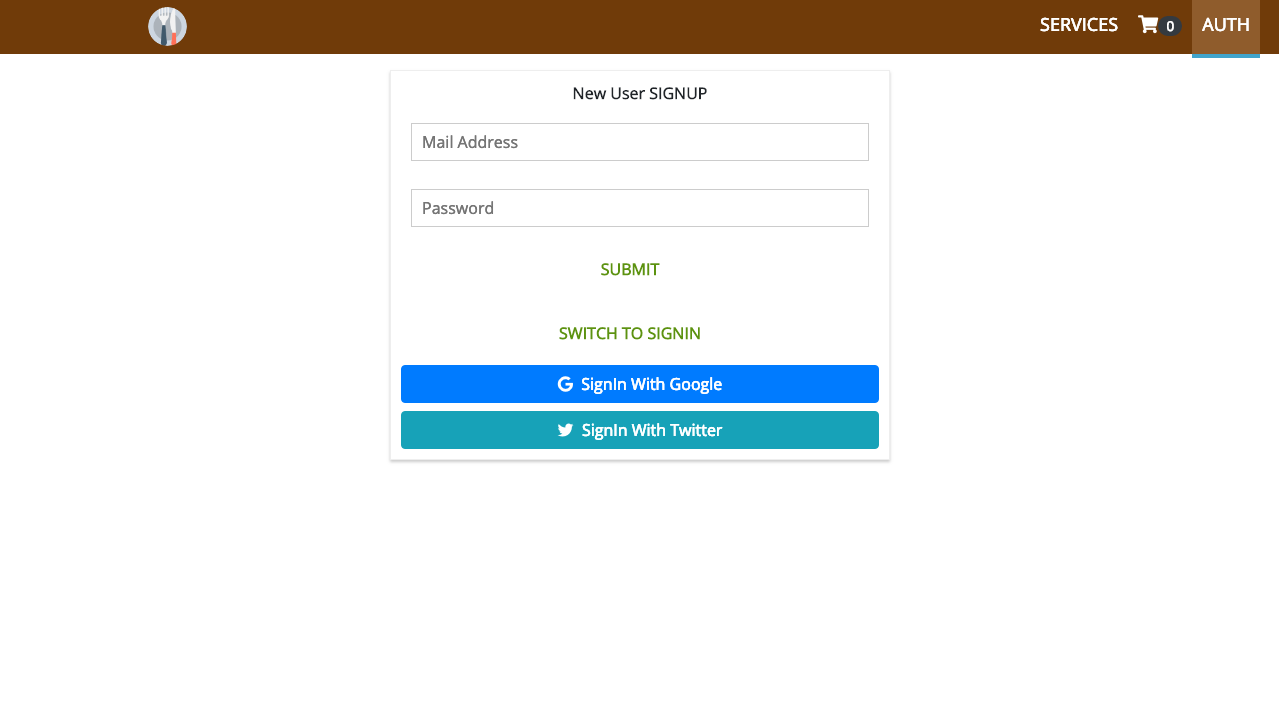 SERVICES 0 AUTH
New User SIGNUP
Mail Address
Password
SUBMIT
SWITCH TO SIGNIN
SignIn With Google
SignIn With Twitter